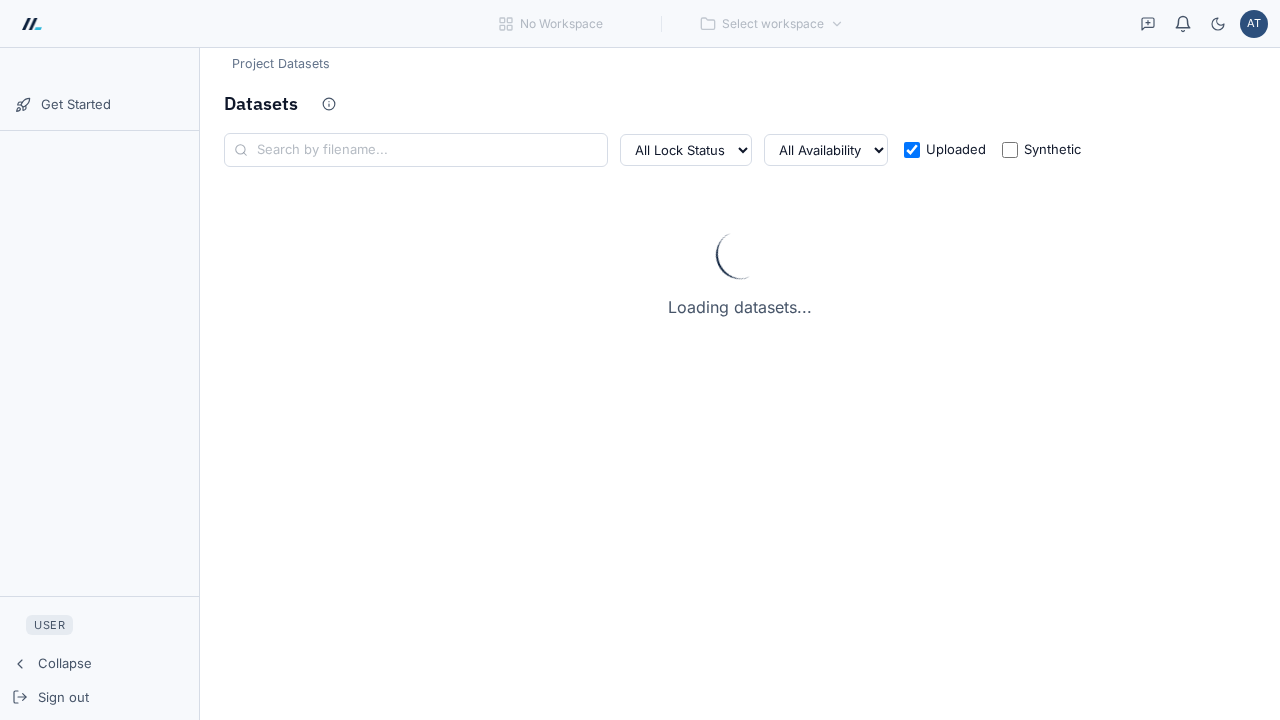 No Workspace
Select workspace
AT
Get Started
Project Datasets
Datasets
Search by filename...
All Lock Status
All Availability
Uploaded
Synthetic
Loading datasets...
USER
Collapse
Sign out